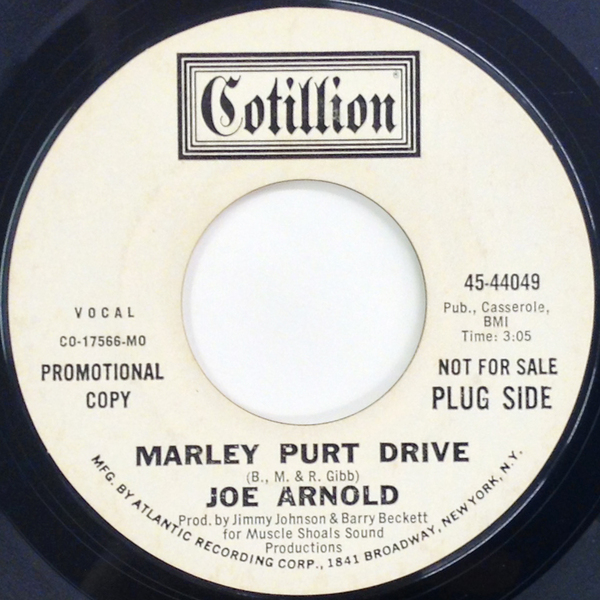 Cotillion®
45-44049
Pub., Casserole,
BMI
Time: 3:05
VOCAL
CO-17566-MO
PROMOTIONAL
COPY
NOT FOR SALE
PLUG SIDE
MARLEY PURT DRIVE
(B., M. & R. Gibb)
JOE ARNOLD
Prod. by Jimmy Johnson & Barry Beckett
for Muscle Shoals Sound
Productions
MFG. BY ATLANTIC RECORDING CORP., 1841 BROADWAY, NEW YORK, N.Y.